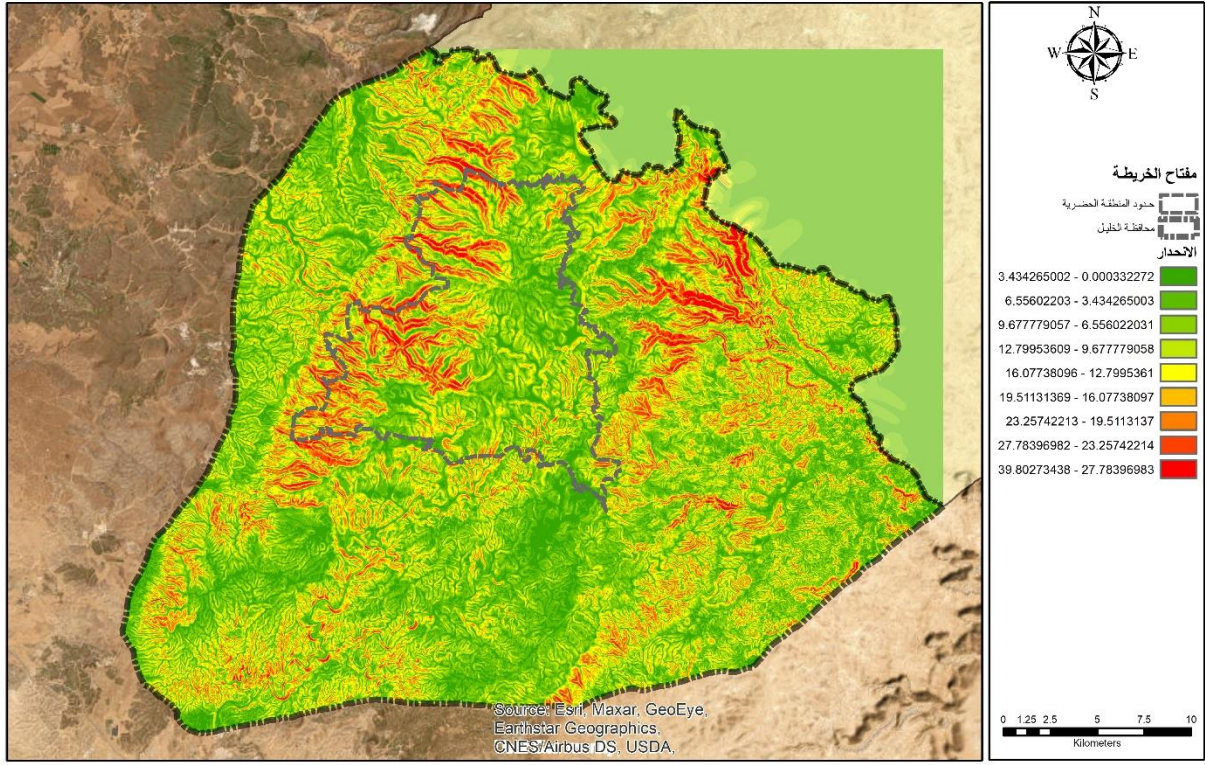 N
W E
S
مفتاح الخريطة
حدود المنطقة الحضرية
محافظة الخليل
الانحدار
3.434265002 - 0.000332272
6.55602203 - 3.434265003
9.677779057 - 6.556022031
12.79953609 - 9.677779058
16.07738096 - 12.7995361
19.51131369 - 16.07738097
23.25742213 - 19.5113137
27.78396982 - 23.25742214
39.80273438 - 27.78396983
0 1.25 2.5 5 7.5 10
Kilometers
Source: Esri, Maxar, GeoEye,
Earthstar Geographics,
CNES/Airbus DS, USDA,